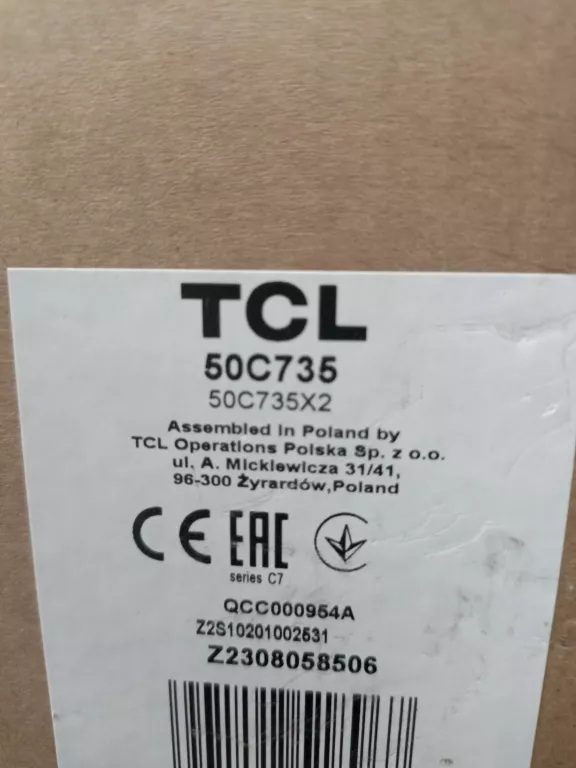 TCL
50C735
50C735X2
Assembled in Poland by
TCL Operations Polska Sp. z o.o.
ul. A. Mickiewicza 31/41,
96-300 Żyrardów,Poland
CE EAC
series C7
QCC000954A
Z2S10201002531
Z2308058506